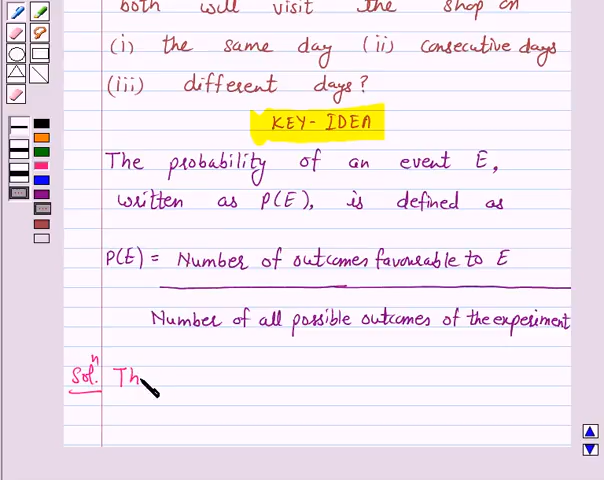 both will visit the shop on
(i) the same day (ii) consecutive days
(iii) different days?
KEY-IDEA
The probability of an event E,
written as P(E), is defined as
P(E) = Number of outcomes favourable to E
Number of all possible outcomes of the experiment
Solⁿ. Th